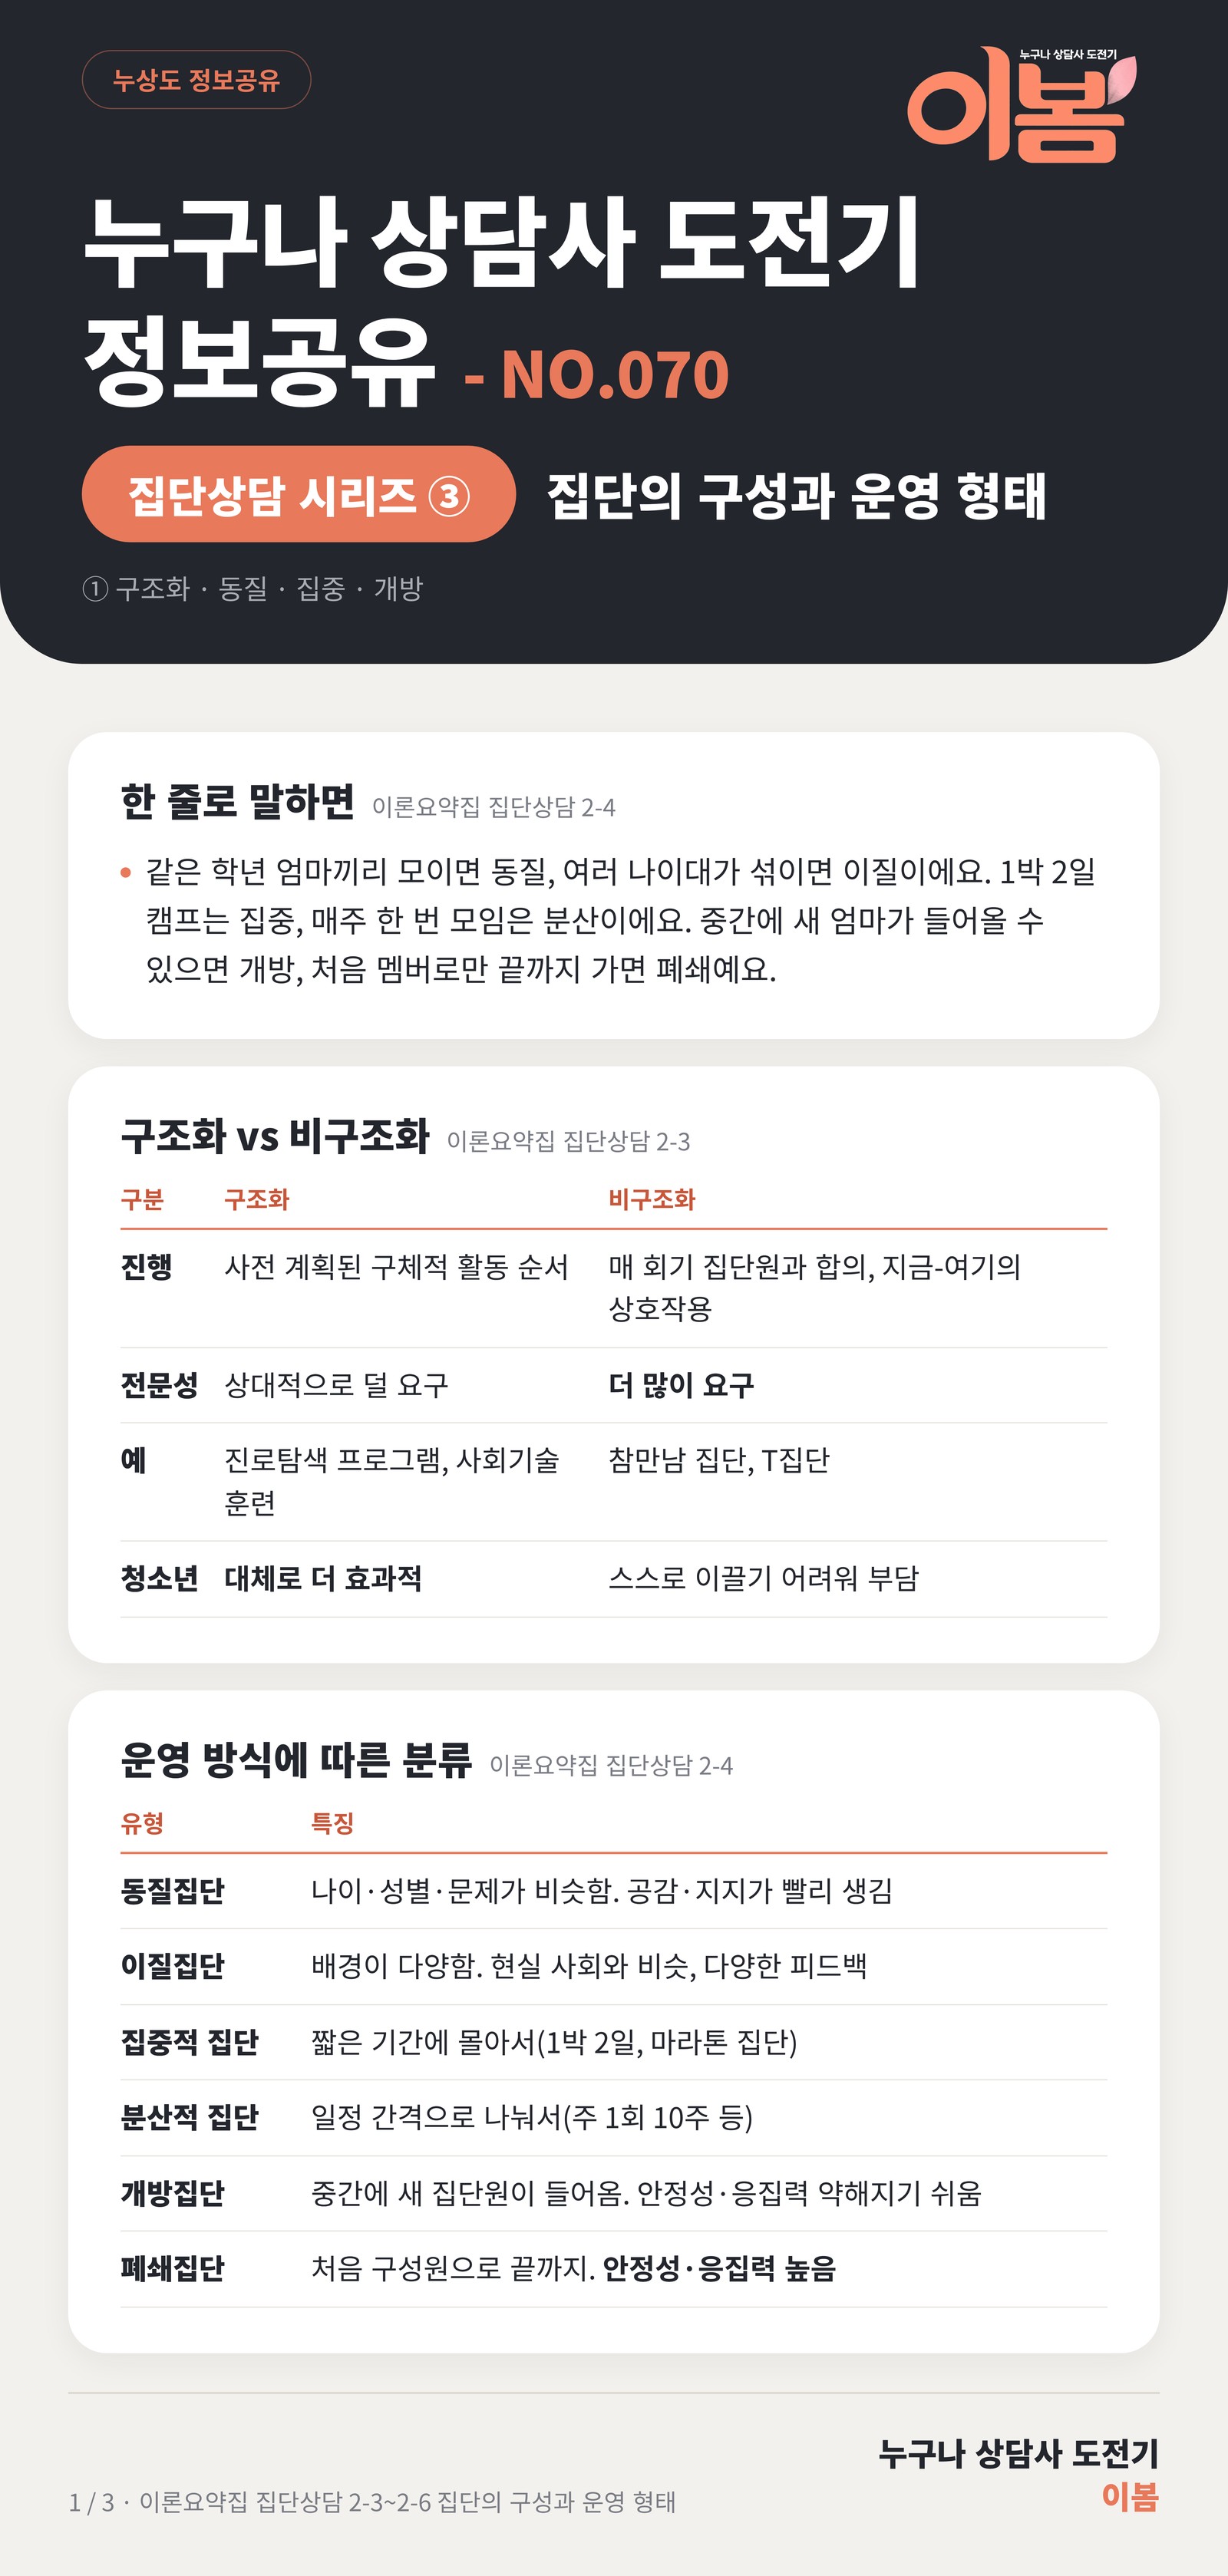 누상도 정보공유
누구나 상담사 도전기
이봄
누구나 상담사 도전기
정보공유 - NO.070
집단상담 시리즈 ③ 집단의 구성과 운영 형태
① 구조화 · 동질 · 집중 · 개방
한 줄로 말하면 이론요약집 집단상담 2-4
• 같은 학년 엄마끼리 모이면 동질, 여러 나이대가 섞이면 이질이에요. 1박 2일
캠프는 집중, 매주 한 번 모임은 분산이에요. 중간에 새 엄마가 들어올 수
있으면 개방, 처음 멤버로만 끝까지 가면 폐쇄예요.
구조화 vs 비구조화 이론요약집 집단상담 2-3
구분 구조화 비구조화
진행 사전 계획된 구체적 활동 순서 매 회기 집단원과 합의, 지금-여기의
상호작용
전문성 상대적으로 덜 요구 더 많이 요구
예 진로탐색 프로그램, 사회기술 참만남 집단, T집단
훈련
청소년 대체로 더 효과적 스스로 이끌기 어려워 부담
운영 방식에 따른 분류 이론요약집 집단상담 2-4
유형 특징
동질집단 나이·성별·문제가 비슷함. 공감·지지가 빨리 생김
이질집단 배경이 다양함. 현실 사회와 비슷, 다양한 피드백
집중적 집단 짧은 기간에 몰아서(1박 2일, 마라톤 집단)
분산적 집단 일정 간격으로 나눠서(주 1회 10주 등)
개방집단 중간에 새 집단원이 들어옴. 안정성·응집력 약해지기 쉬움
폐쇄집단 처음 구성원으로 끝까지. 안정성·응집력 높음
누구나 상담사 도전기
1 / 3 · 이론요약집 집단상담 2-3~2-6 집단의 구성과 운영 형태 이봄